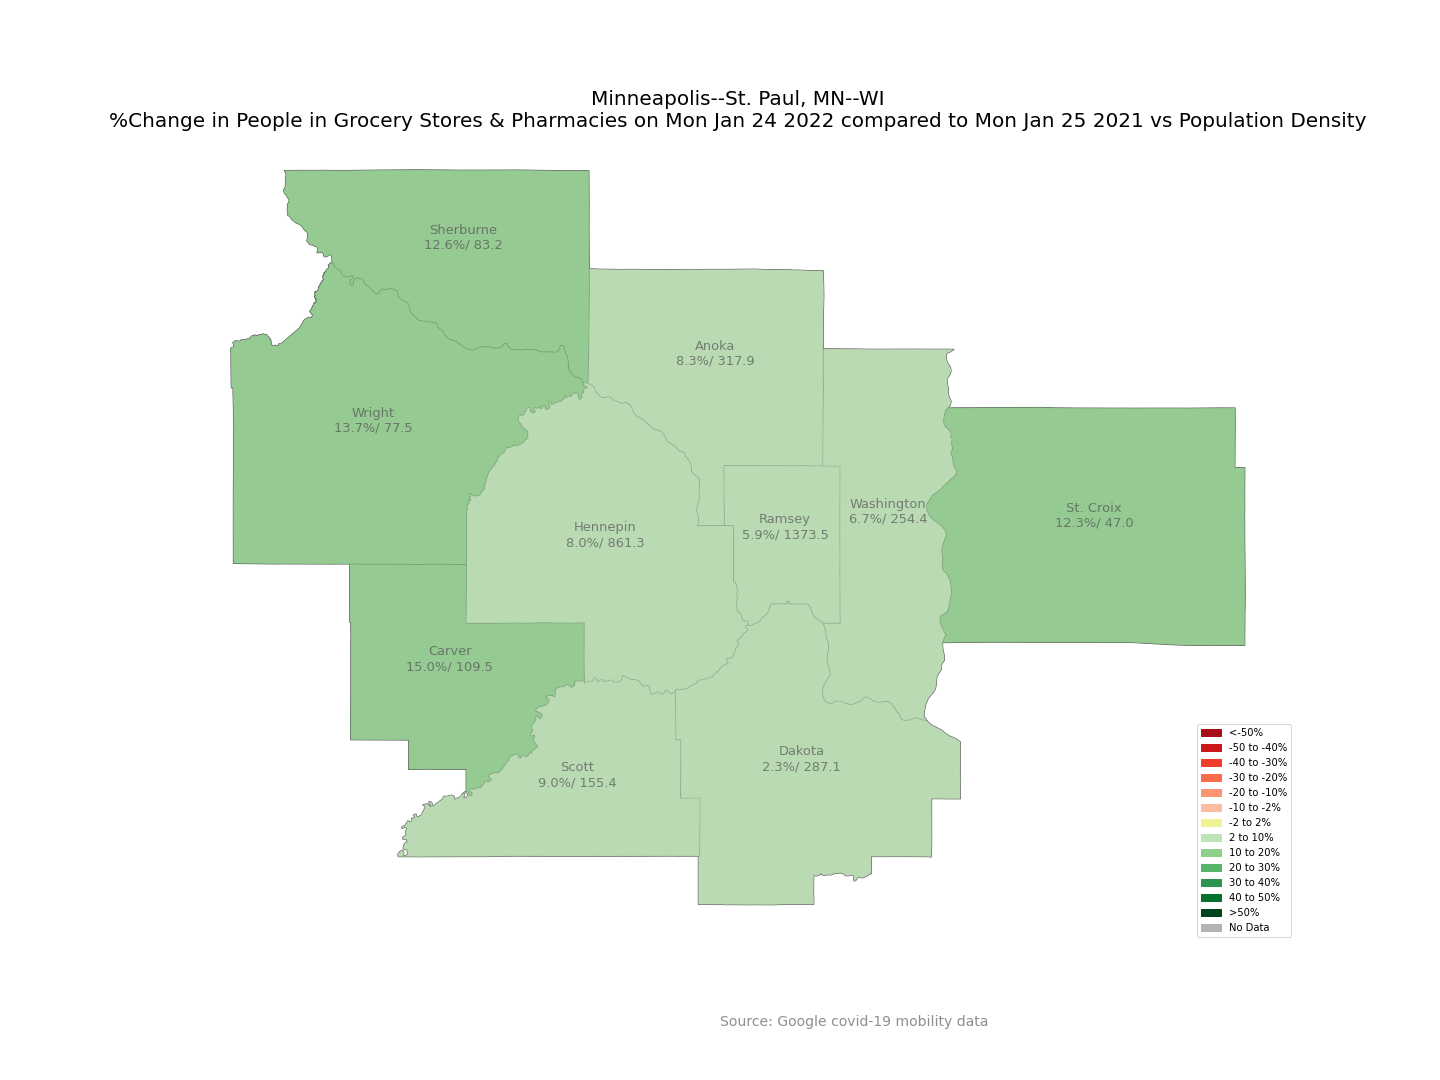 Minneapolis--St. Paul, MN--WI
%Change in People in Grocery Stores & Pharmacies on Mon Jan 24 2022 compared to Mon Jan 25 2021 vs Population Density
Sherburne
12.6%/ 83.2
Anoka
8.3%/ 317.9
Wright
13.7%/ 77.5
Washington
6.7%/ 254.4
St. Croix
12.3%/ 47.0
Ramsey
5.9%/ 1373.5
Hennepin
8.0%/ 861.3
Carver
15.0%/ 109.5
Dakota
2.3%/ 287.1
Scott
9.0%/ 155.4
<-50%
-50 to -40%
-40 to -30%
-30 to -20%
-20 to -10%
-10 to -2%
-2 to 2%
2 to 10%
10 to 20%
20 to 30%
30 to 40%
40 to 50%
>50%
No Data
Source: Google covid-19 mobility data